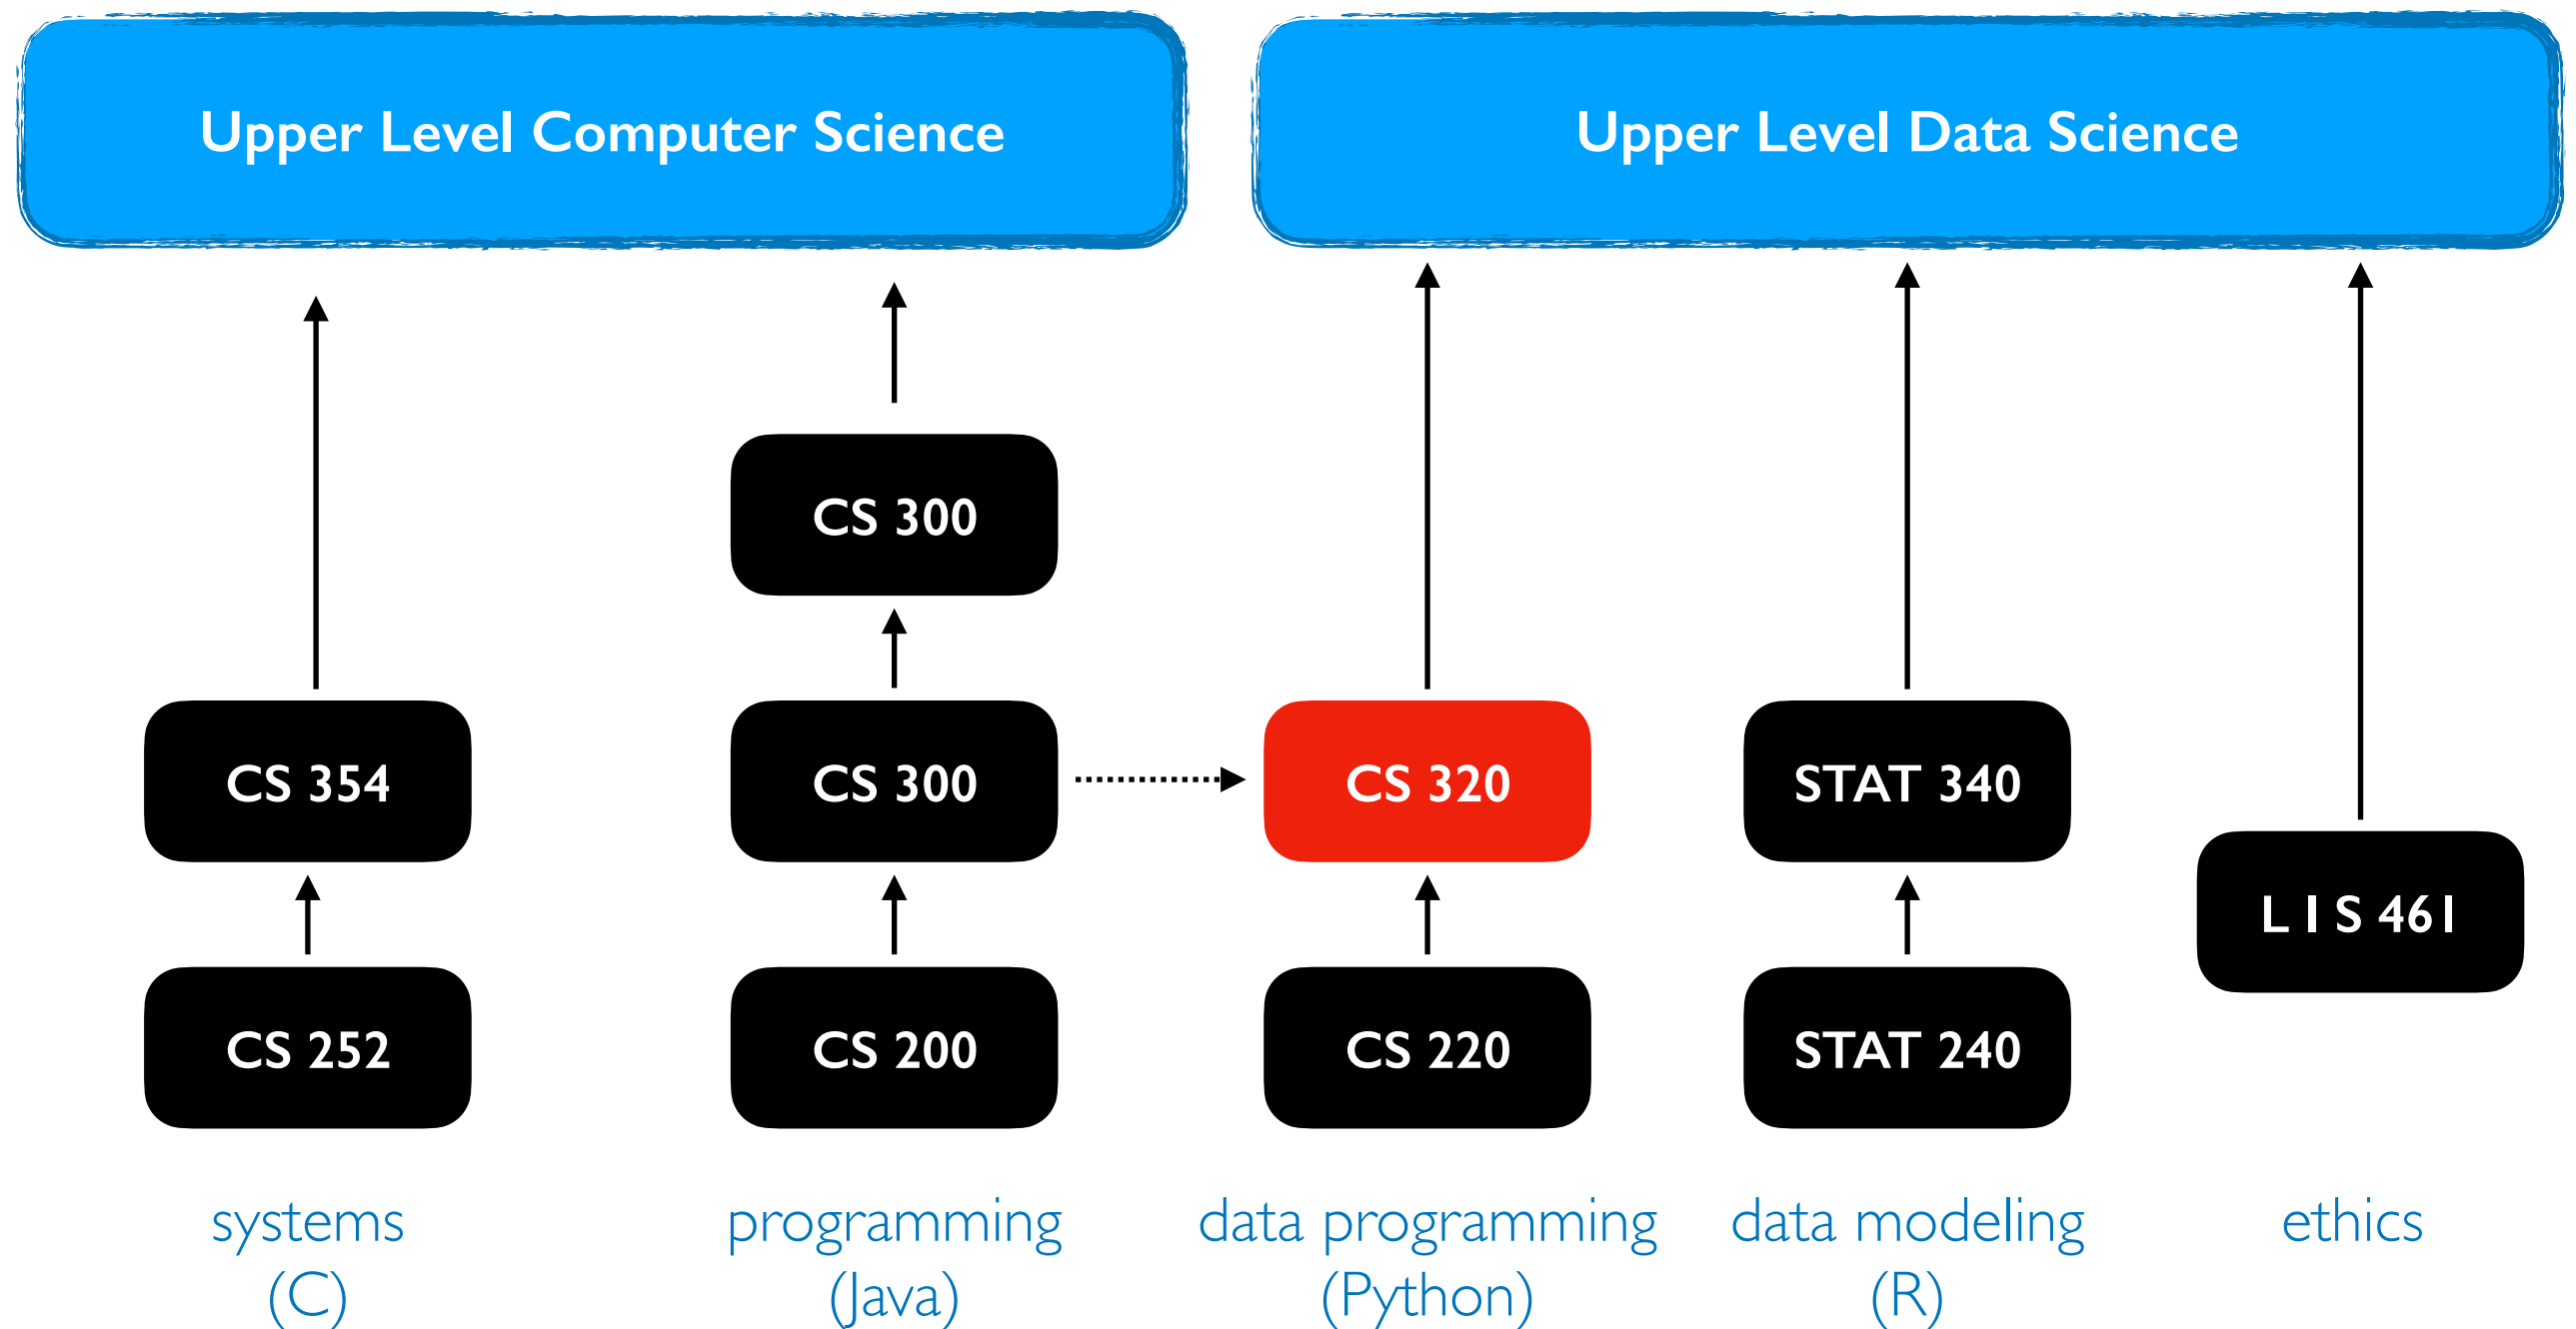 Upper Level Computer Science
Upper Level Data Science
CS 300
CS 354
CS 300
CS 320
STAT 340
L I S 461
CS 252
CS 200
CS 220
STAT 240
systems
(C)
programming
(Java)
data programming
(Python)
data modeling
(R)
ethics